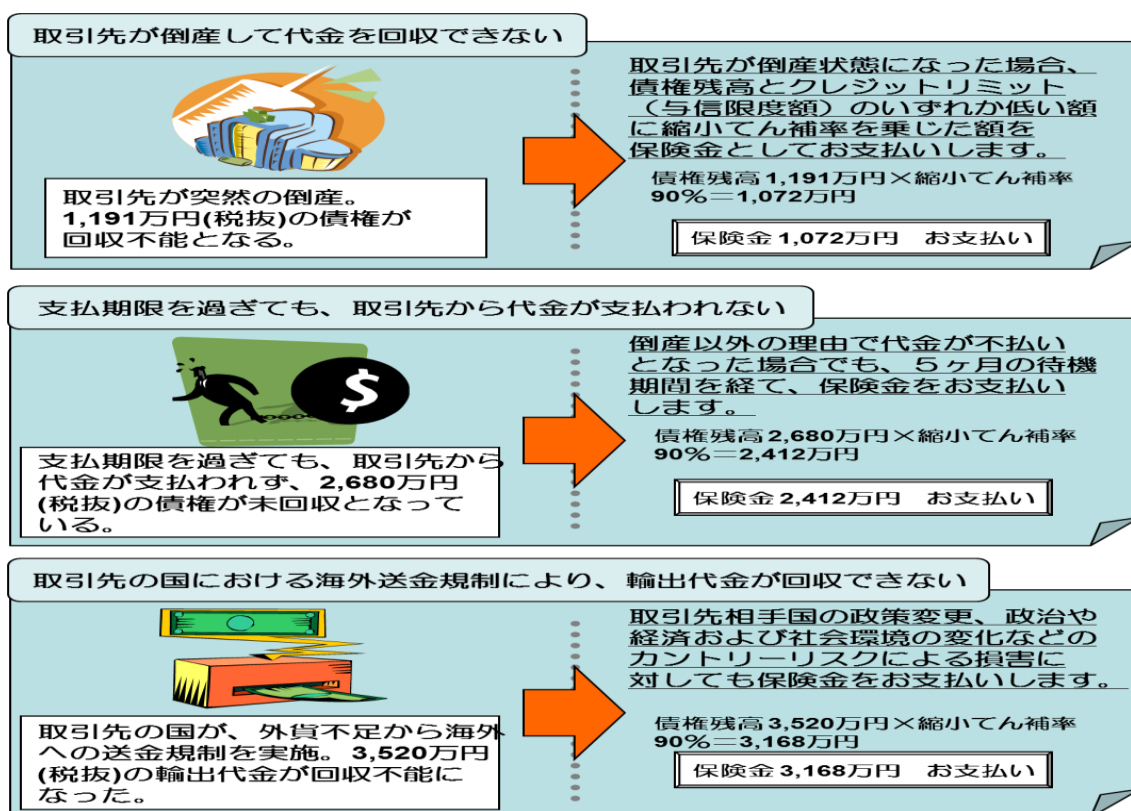 取引先が倒産して代金を回収できない
取引先が突然の倒産。
1,191万円(税抜)の債権が
回収不能となる。
取引先が倒産状態になった場合、
債権残高とクレジットリミット
（与信限度額）のいずれか低い額
に縮小てん補率を乗じた額を
保険金としてお支払いします。
債権残高1,191万円×縮小てん補率
90％＝1,072万円
保険金1,072万円　お支払い
支払期限を過ぎても、取引先から代金が支払われない
$
支払期限を過ぎても、取引先から
代金が支払われず、2,680万円
(税抜)の債権が未回収となって
いる。
倒産以外の理由で代金が不払い
となった場合でも、５ヶ月の待機
期間を経て、保険金をお支払い
します。
債権残高2,680万円×縮小てん補率
90％＝2,412万円
保険金2,412万円　お支払い
取引先の国における海外送金規制により、輸出代金が回収できない
取引先の国が、外貨不足から海外
への送金規制を実施。3,520万円
(税抜)の輸出代金が回収不能に
なった。
取引先相手国の政策変更、政治や
経済および社会環境の変化などの
カントリーリスクによる損害に
対しても保険金をお支払いします。
債権残高3,520万円×縮小てん補率
90％＝3,168万円
保険金3,168万円　お支払い